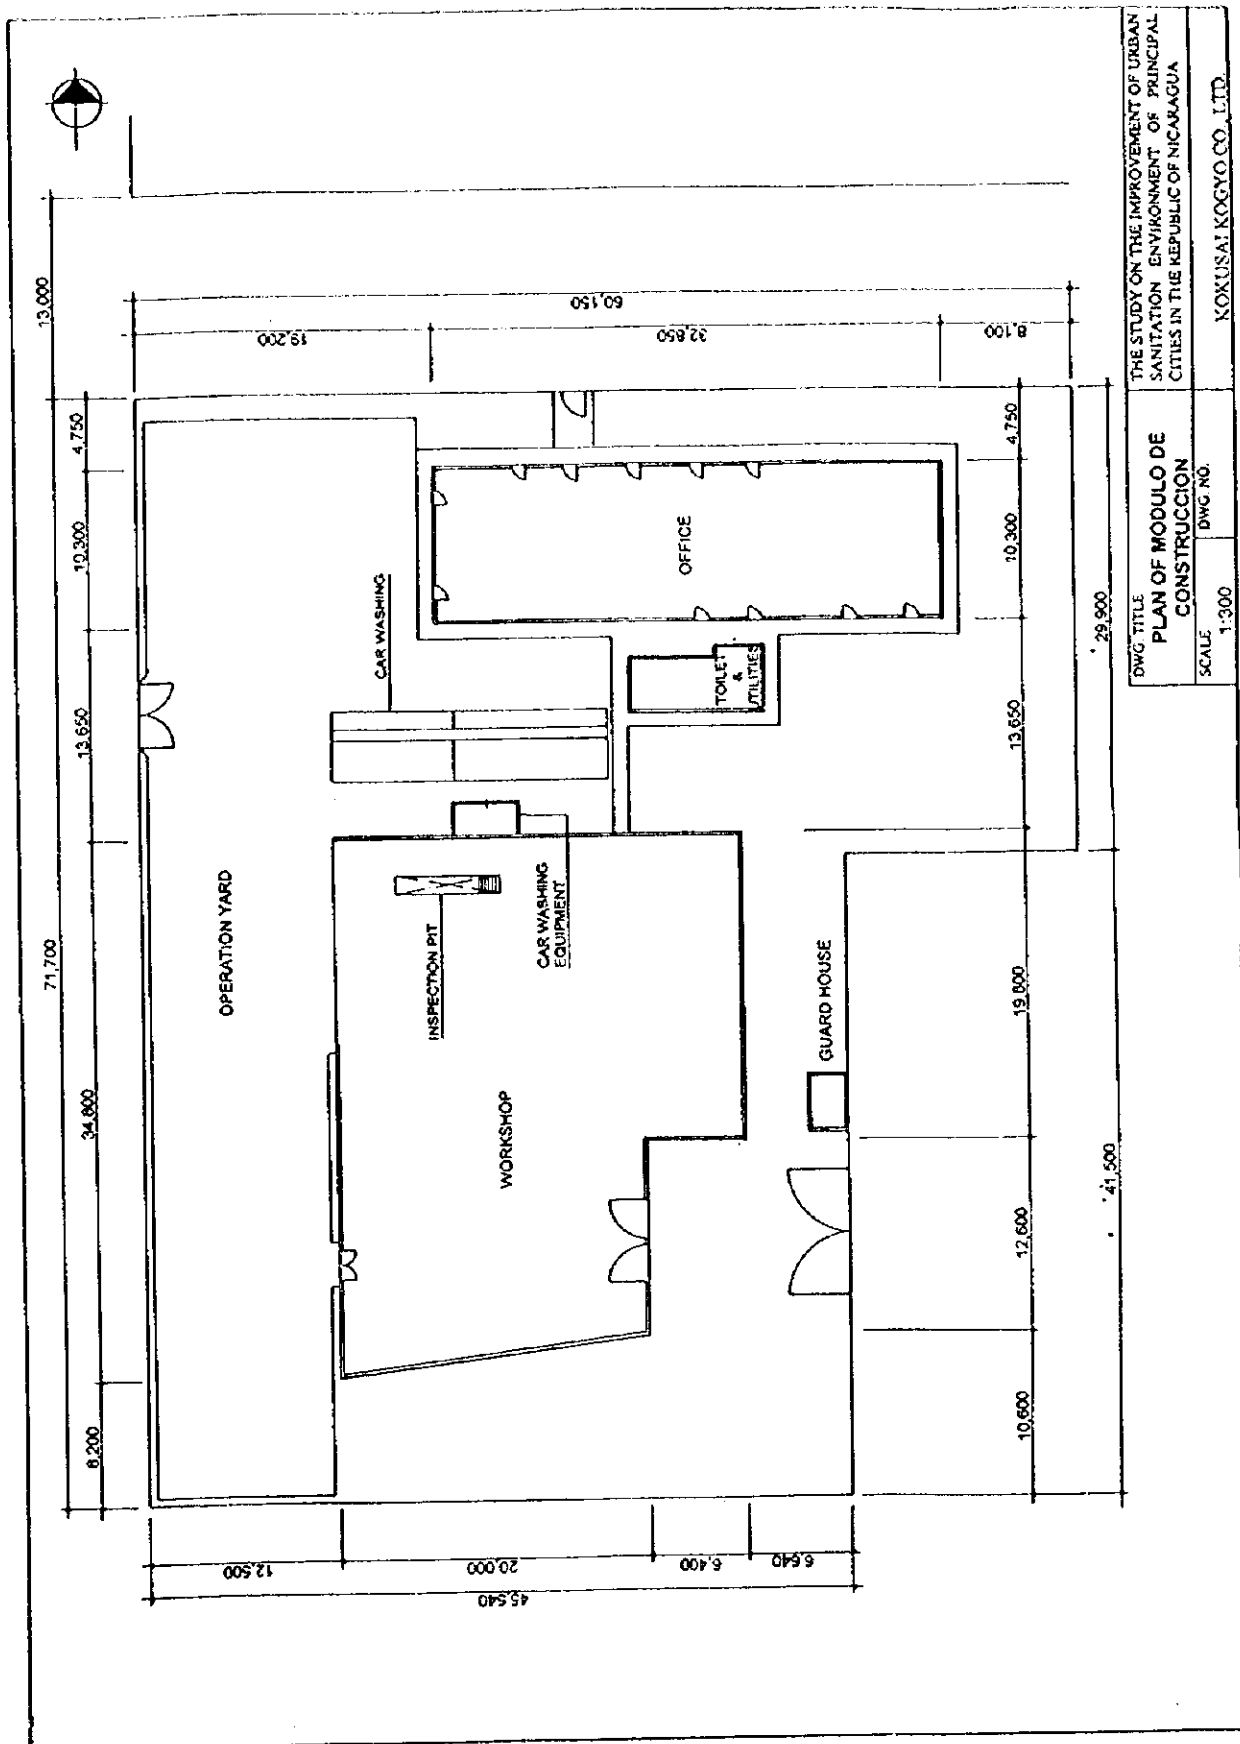 13,000
71,700
8,200
34,800
13,650
10,300
4,750
OPERATION YARD
CAR WASHING
INSPECTION PIT
CAR WASHING
EQUIPMENT
WORKSHOP
OFFICE
TOILET
&
UTILITIES
GUARD HOUSE
12,500
20,000
6,400
6,640
45,540
19,200
32,850
8,100
60,150
10,600
12,600
19,800
13,650
10,300
4,750
41,500
29,900
DWG. TITLE
PLAN OF MODULO DE
CONSTRUCCION
SCALE
1:300
DWG. NO.
THE STUDY ON THE IMPROVEMENT OF URBAN
SANITATION ENVIRONMENT OF PRINCIPAL
CITIES IN THE REPUBLIC OF NICARAGUA
KOKUSAI KOGYO CO., LTD.